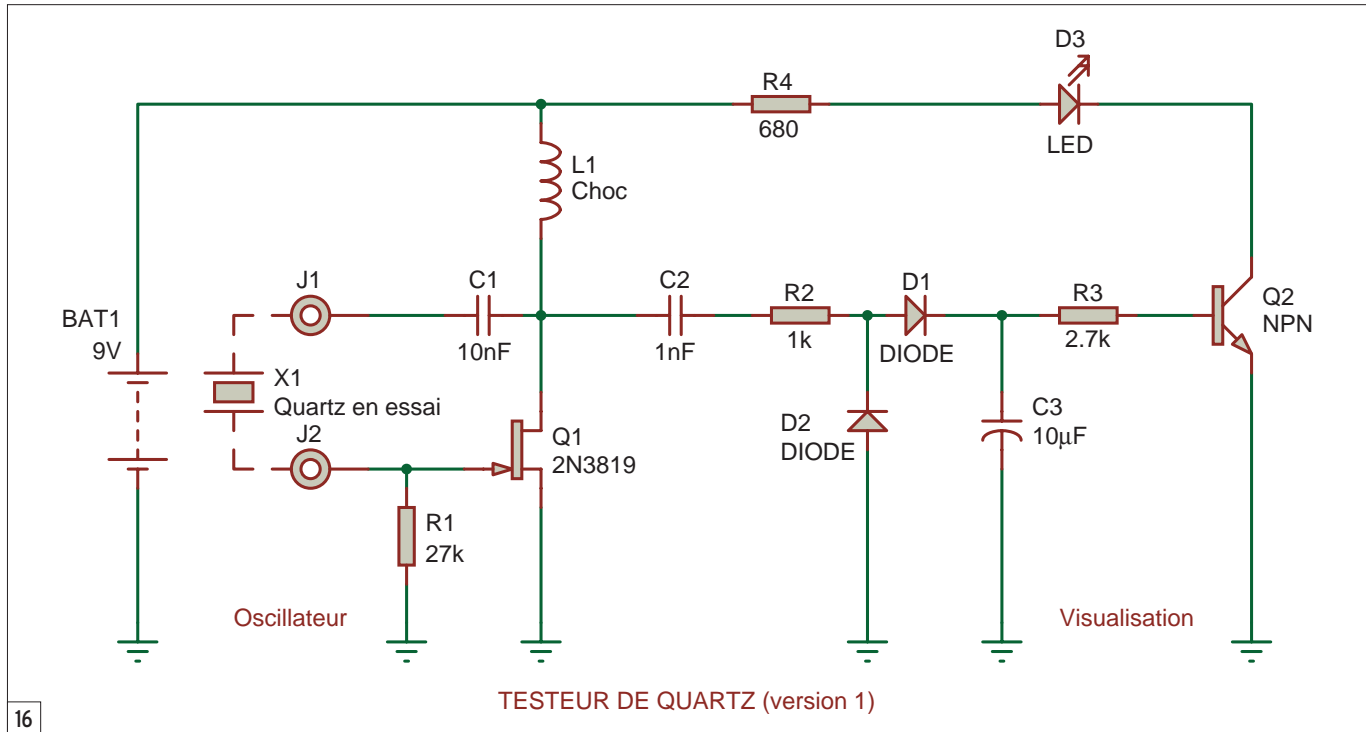 D3
R4
680
LED
L1
Choc
J1
C1
10nF
C2
1nF
R2
1k
D1
DIODE
R3
2.7k
Q2
NPN
BAT1
9V
X1
Quartz en essai
J2
Q1
2N3819
D2
DIODE
C3
10µF
R1
27k
Oscillateur
Visualisation
TESTEUR DE QUARTZ (version 1)
16